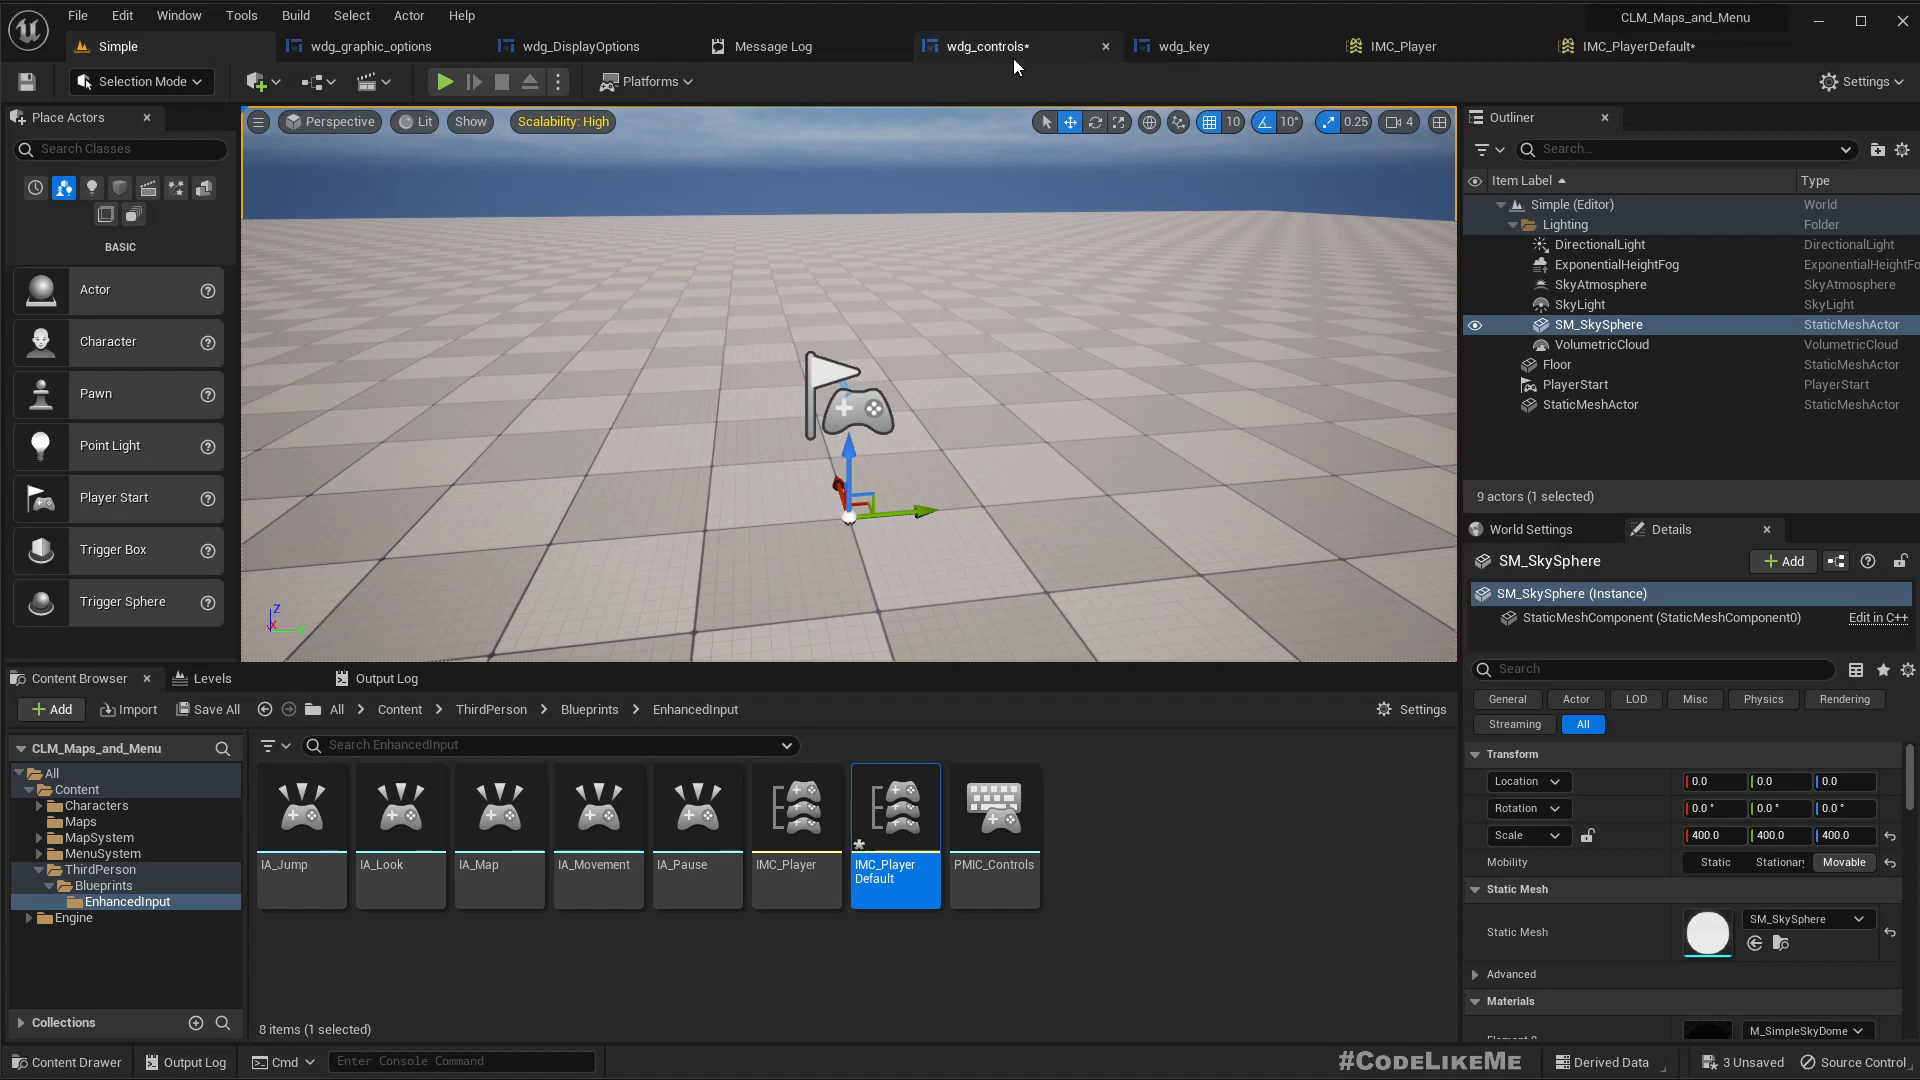 File Edit Window Tools Build Select Actor Help
CLM_Maps_and_Menu
Simple wdg_graphic_options wdg_DisplayOptions Message Log wdg_controls* wdg_key IMC_Player IMC_PlayerDefault*
Selection Mode Platforms Settings
Place Actors
Search Classes
BASIC
Actor
Character
Pawn
Point Light
Player Start
Trigger Box
Trigger Sphere
Perspective Lit Show Scalability: High 10 10° 0.25 4
Z
X
Outliner
Search...
Item Label Type
Simple (Editor) World
Lighting Folder
DirectionalLight DirectionalLight
ExponentialHeightFog ExponentialHeightFo
SkyAtmosphere SkyAtmosphere
SkyLight SkyLight
SM_SkySphere StaticMeshActor
VolumetricCloud VolumetricCloud
Floor StaticMeshActor
PlayerStart PlayerStart
StaticMeshActor StaticMeshActor
9 actors (1 selected)
World Settings Details
SM_SkySphere Add
SM_SkySphere (Instance)
StaticMeshComponent (StaticMeshComponent0) Edit in C++
Search
General Actor LOD Misc Physics Rendering
Streaming All
Transform
Location 0.0 0.0 0.0
Rotation 0.0 ° 0.0 ° 0.0 °
Scale 400.0 400.0 400.0
Mobility Static Stationary Movable
Static Mesh
Static Mesh SM_SkySphere
Advanced
Materials
M_SimpleSkyDome
Content Browser Levels Output Log
Add Import Save All All Content ThirdPerson Blueprints EnhancedInput Settings
CLM_Maps_and_Menu
All
Content
Characters
Maps
MapSystem
MenuSystem
ThirdPerson
Blueprints
EnhancedInput
Engine
Collections
Search EnhancedInput
IA_Jump IA_Look IA_Map IA_Movement IA_Pause IMC_Player IMC_Player PMIC_Controls
Default
8 items (1 selected)
Content Drawer Output Log Cmd Enter Console Command #CODELIKEME Derived Data 3 Unsaved Source Control